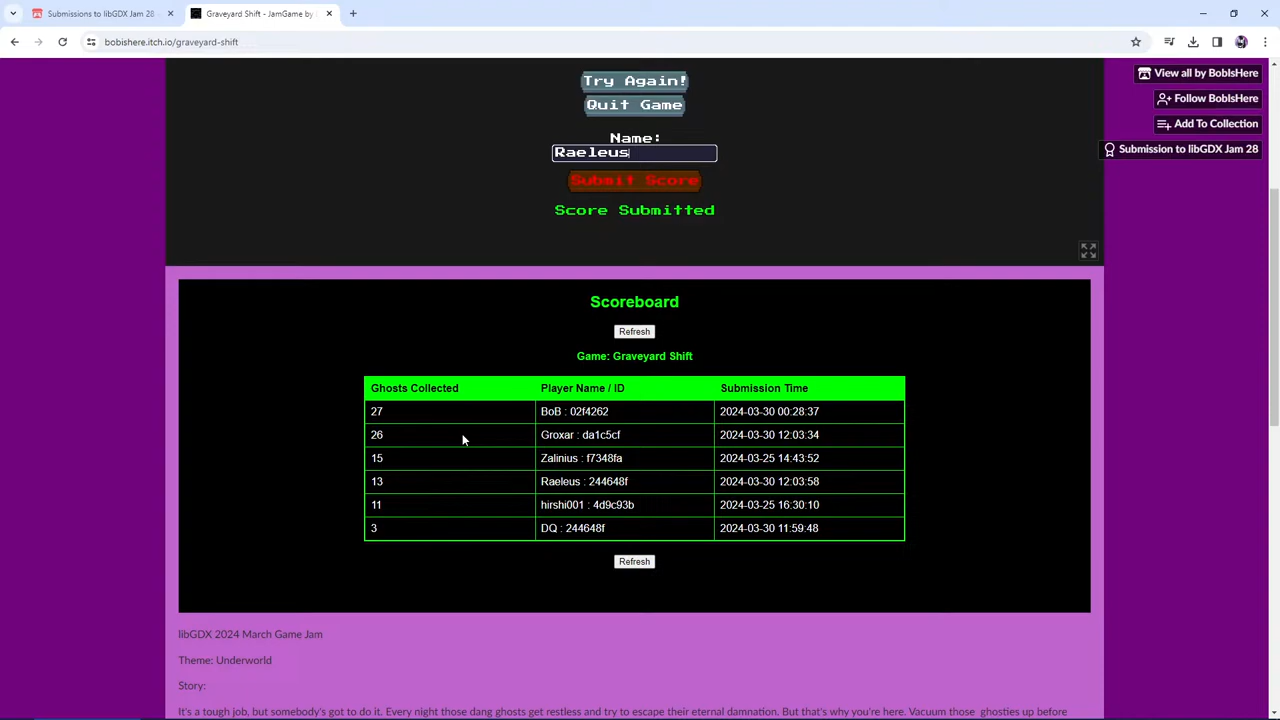 Submissions to libGDX Jam 28 -
Graveyard Shift - JamGame by
bobishere.itch.io/graveyard-shift
View all by BobIsHere
Follow BobIsHere
Add To Collection
Submission to libGDX Jam 28
Try Again!
Quit Game
Name:
Raeleus
Submit Score
Score Submitted
Scoreboard
Refresh
Game: Graveyard Shift
Ghosts Collected Player Name / ID Submission Time
27 BoB : 02f4262 2024-03-30 00:28:37
26 Groxar : da1c5cf 2024-03-30 12:03:34
15 Zalinius : f7348fa 2024-03-25 14:43:52
13 Raeleus : 244648f 2024-03-30 12:03:58
11 hirshi001 : 4d9c93b 2024-03-25 16:30:10
3 DQ : 244648f 2024-03-30 11:59:48
Refresh
libGDX 2024 March Game Jam
Theme: Underworld
Story:
It's a tough job, but somebody's got to do it. Every night those dang ghosts get restless and try to escape their eternal damnation. But that's why you're here. Vacuum those ghosties up before